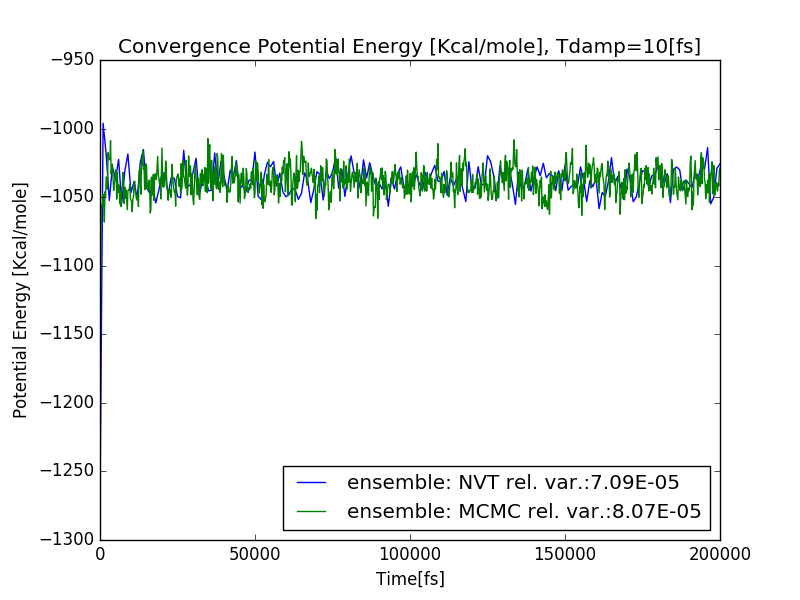 Convergence Potential Energy [Kcal/mole], Tdamp=10[fs]
−950
−1000
−1050
−1100
−1150
−1200
−1250
−1300
Potential Energy [Kcal/mole]
ensemble: NVT rel. var.:7.09E-05
ensemble: MCMC rel. var.:8.07E-05
0 50000 100000 150000 200000
Time[fs]